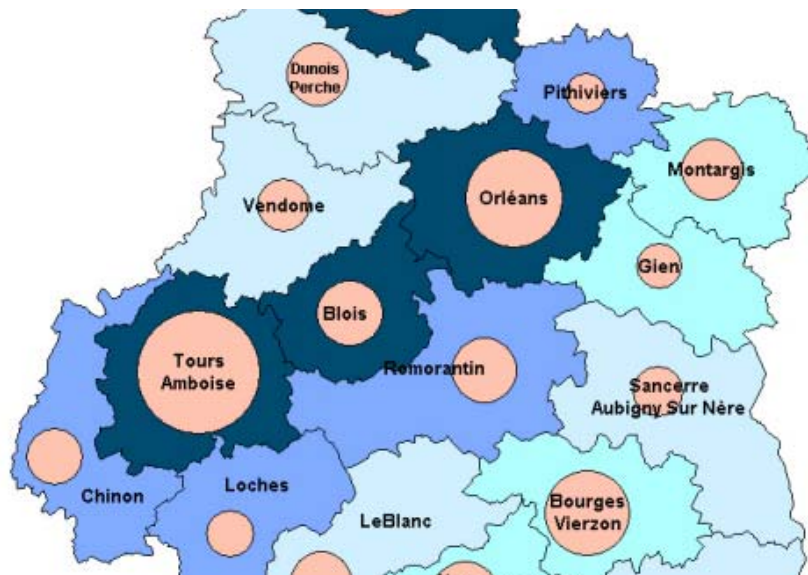 Dunois
Perche
Pithiviers
Montargis
Vendome
Orléans
Gien
Blois
Tours
Amboise
Romorantin
Sancerre
Aubigny Sur Nère
Chinon
Loches
LeBlanc
Bourges
Vierzon